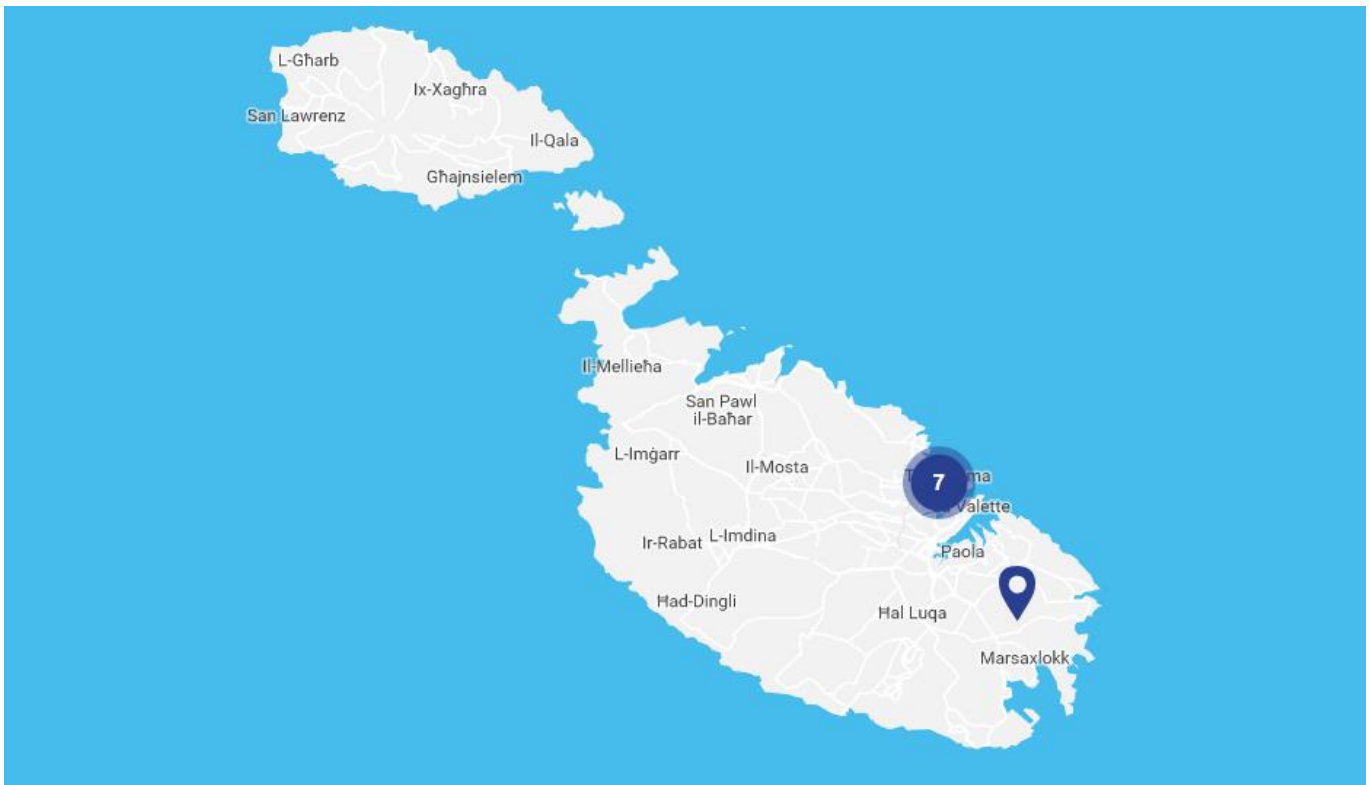 L-Għarb
Ix-Xagħra
San Lawrenz
Il-Qala
Għajnsielem
Il-Mellieħa
San Pawl
il-Baħar
L-Imġarr
Il-Mosta
7
Valette
Ir-Rabat
L-Imdina
Paola
Ħad-Dingli
Ħal Luqa
Marsaxlokk